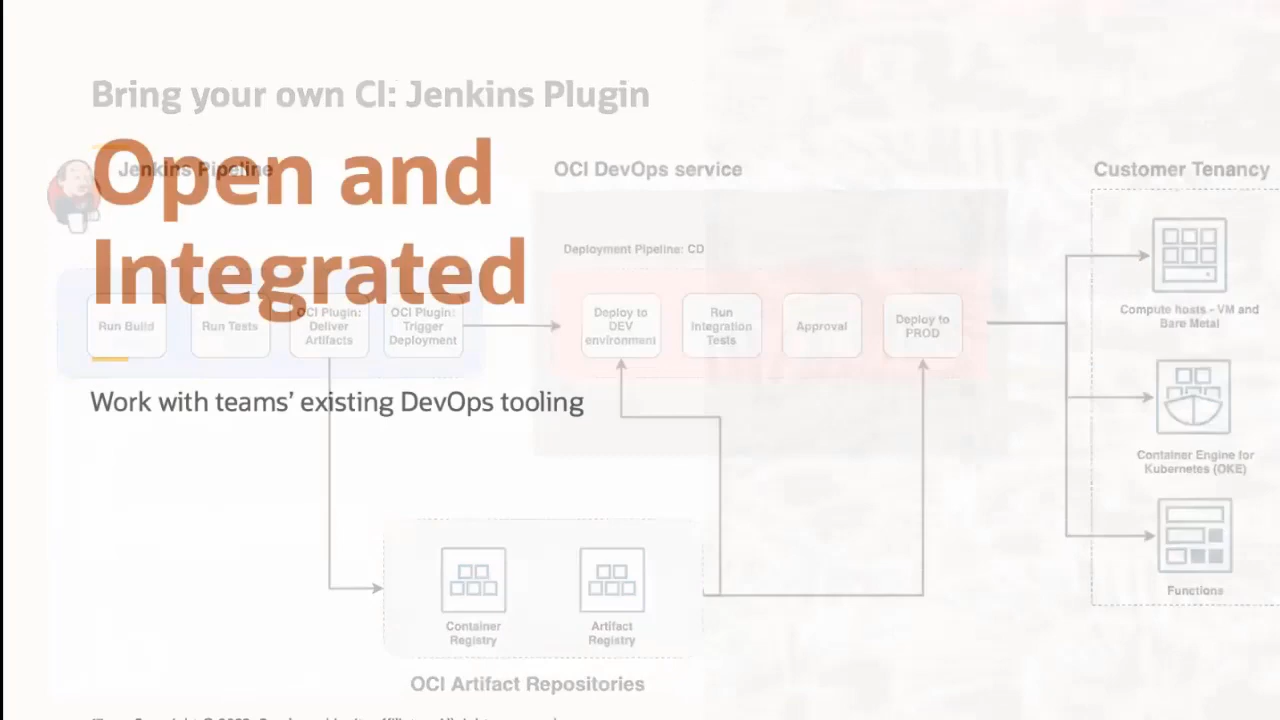 Bring your own CI: Jenkins Plugin
Open and
Integrated
Work with teams’ existing DevOps tooling
Jenkins Pipeline
Run Build
Run Tests
OCI Plugin:
Deliver
Artifacts
OCI Plugin:
Trigger
Deployment
OCI DevOps service
Deployment Pipeline: CD
Deploy to
DEV
environment
Run
Integration
Tests
Approval
Deploy to
PROD
Customer Tenancy
Compute hosts - VM and
Bare Metal
Container Engine for
Kubernetes (OKE)
Functions
Container
Registry
Artifact
Registry
OCI Artifact Repositories